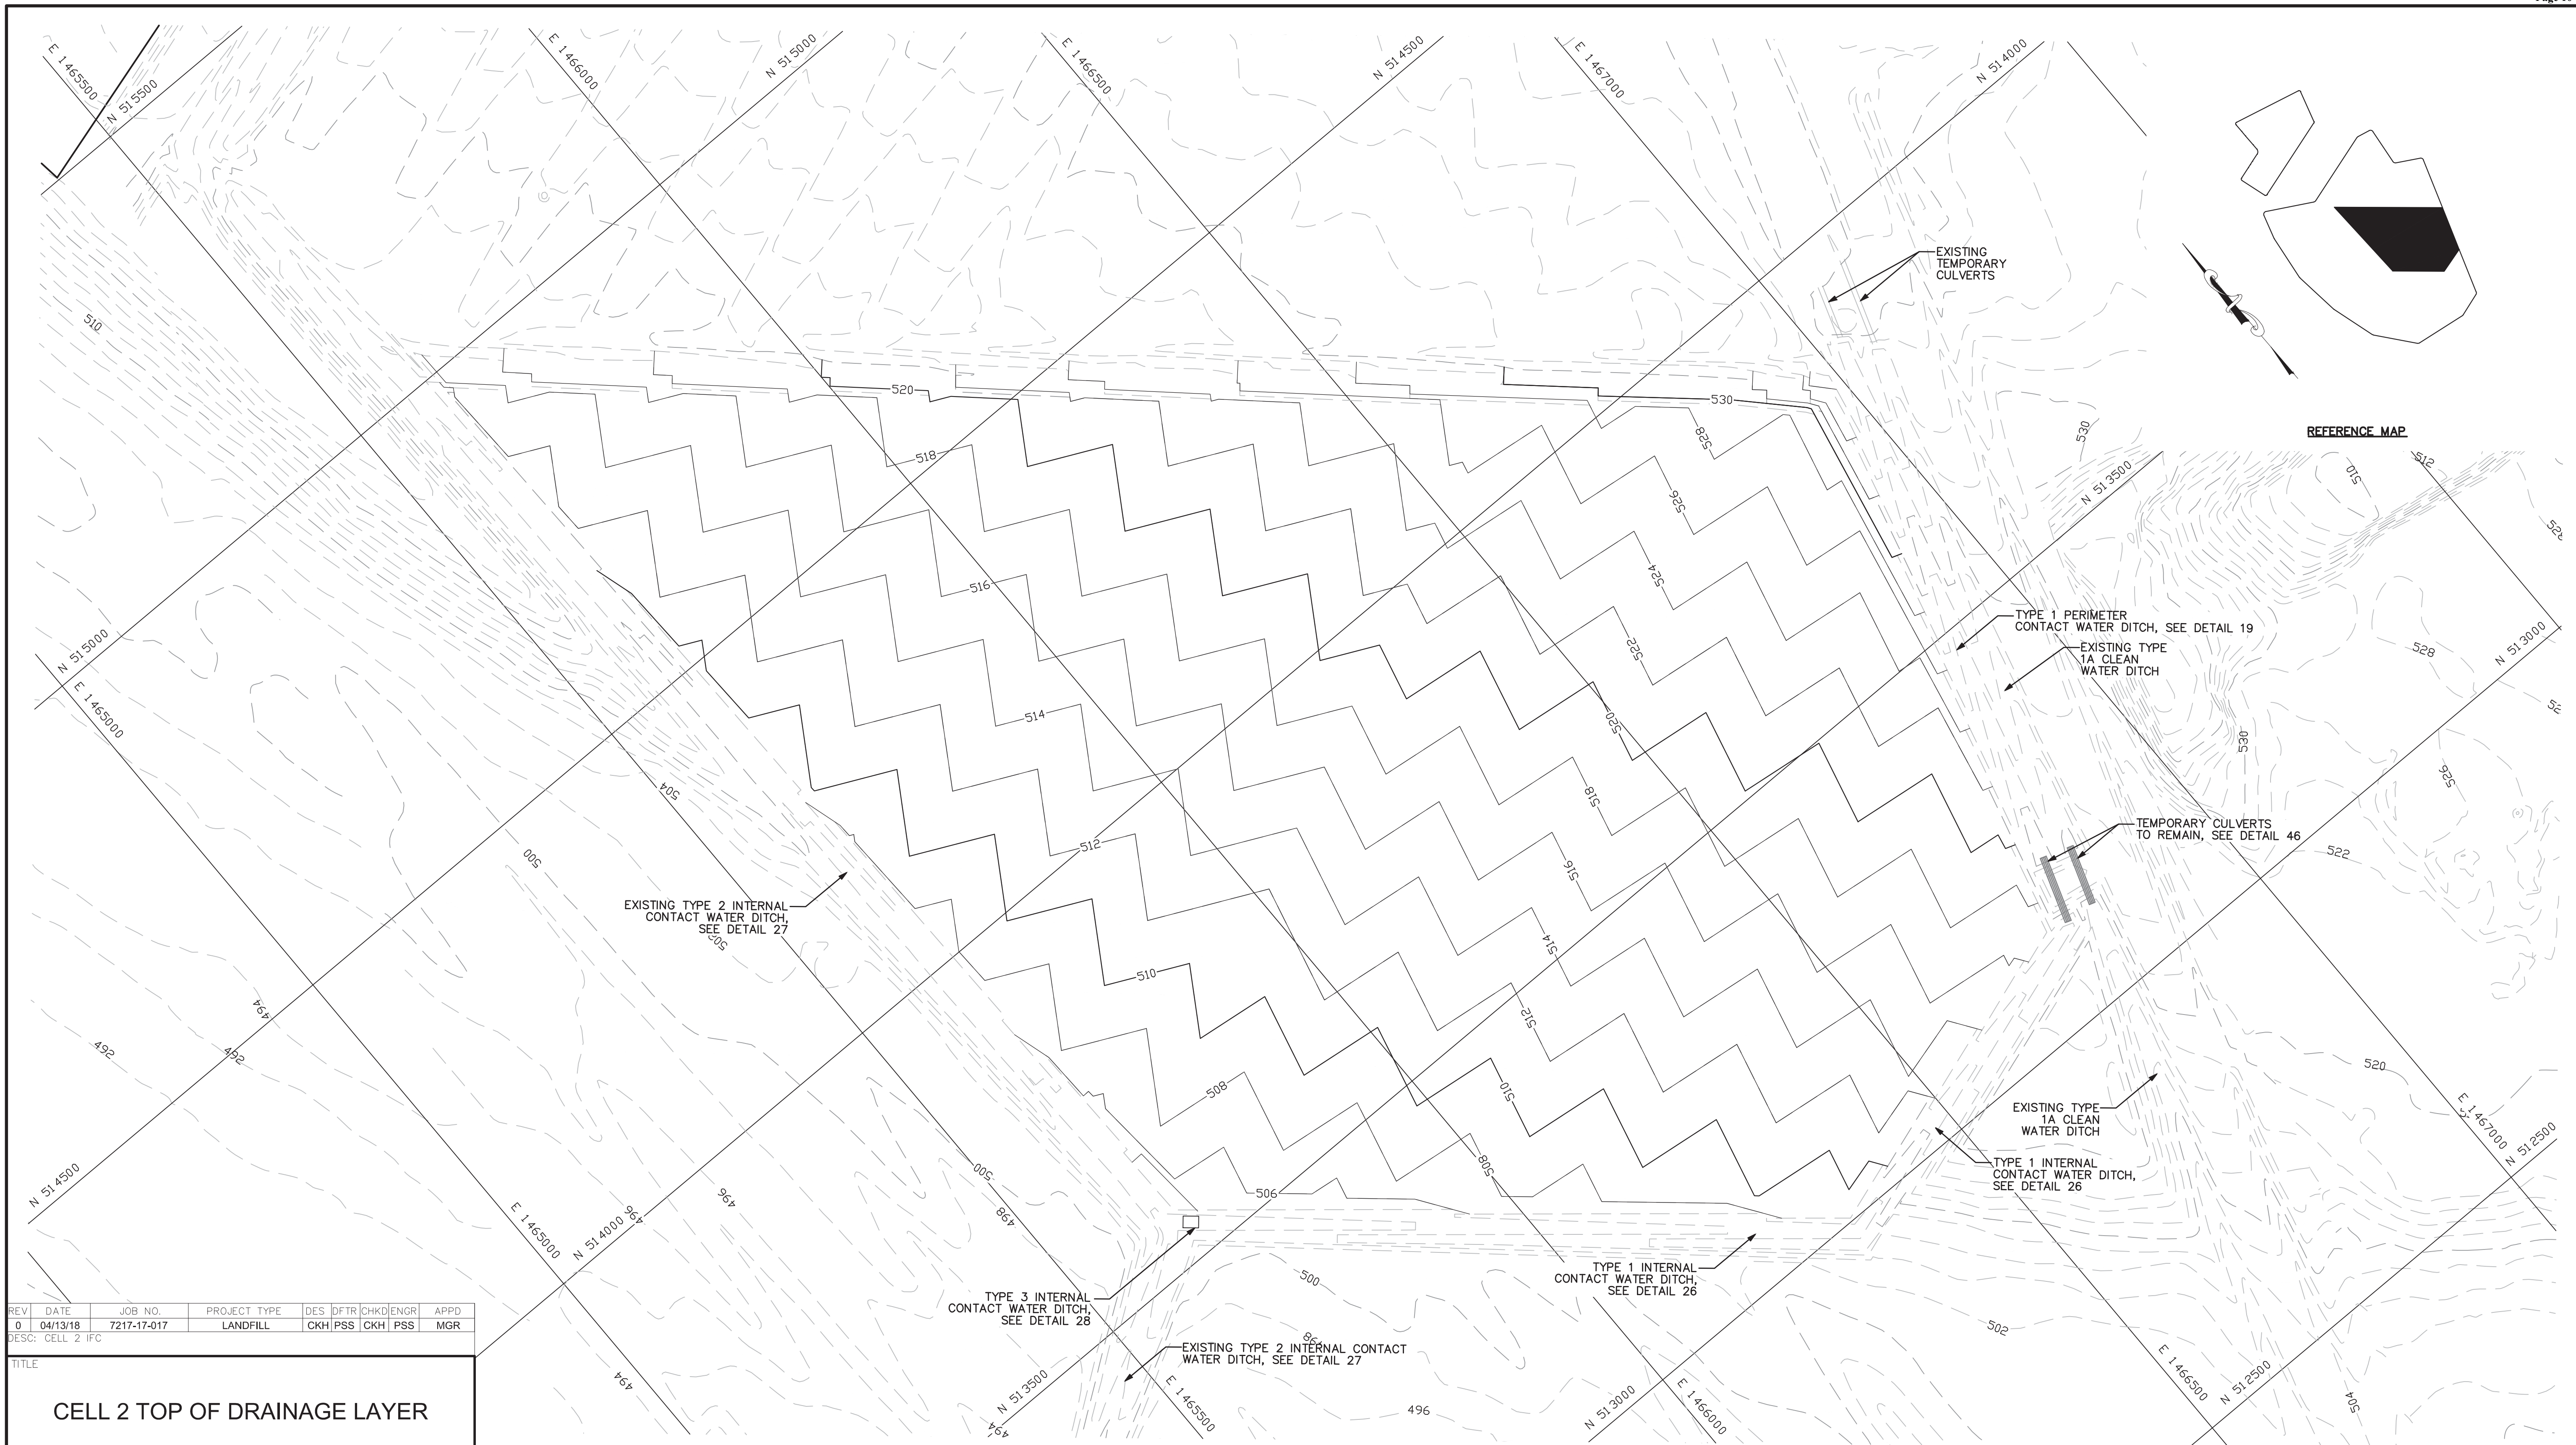 E 1465500
N 515500
E 1466000
N 515000
E 1466500
N 514500
E 1467000
N 514000
EXISTING
TEMPORARY
CULVERTS
REFERENCE MAP
510
520
530
530
512
510
528
518
N 513500
526
524
516
TYPE 1 PERIMETER
CONTACT WATER DITCH, SEE DETAIL 19
EXISTING TYPE
1A CLEAN
WATER DITCH
528
N 513000
N 515000
E 1465000
522
514
520
530
526
504
518
TEMPORARY CULVERTS
TO REMAIN, SEE DETAIL 46
522
512
500
516
EXISTING TYPE 2 INTERNAL
CONTACT WATER DITCH,
SEE DETAIL 27
502
514
510
494
512
492
492
520
508
510
EXISTING TYPE
1A CLEAN
WATER DITCH
E 1467000
N 512500
N 514500
500
508
TYPE 1 INTERNAL
CONTACT WATER DITCH,
SEE DETAIL 26
496
506
498
496
E 1465000
N 514000
500
TYPE 1 INTERNAL
CONTACT WATER DITCH,
SEE DETAIL 26
TYPE 3 INTERNAL
CONTACT WATER DITCH,
SEE DETAIL 28
502
498
EXISTING TYPE 2 INTERNAL CONTACT
WATER DITCH, SEE DETAIL 27
E 1466500
N 512500
504
494
N 513500
E 1465500
496
N 513000
E 1466000
494
REV DATE JOB NO. PROJECT TYPE DES DFTR CHKD ENGR APPD
0 04/13/18 7217-17-017 LANDFILL CKH PSS CKH PSS MGR
DESC: CELL 2 IFC
TITLE
CELL 2 TOP OF DRAINAGE LAYER